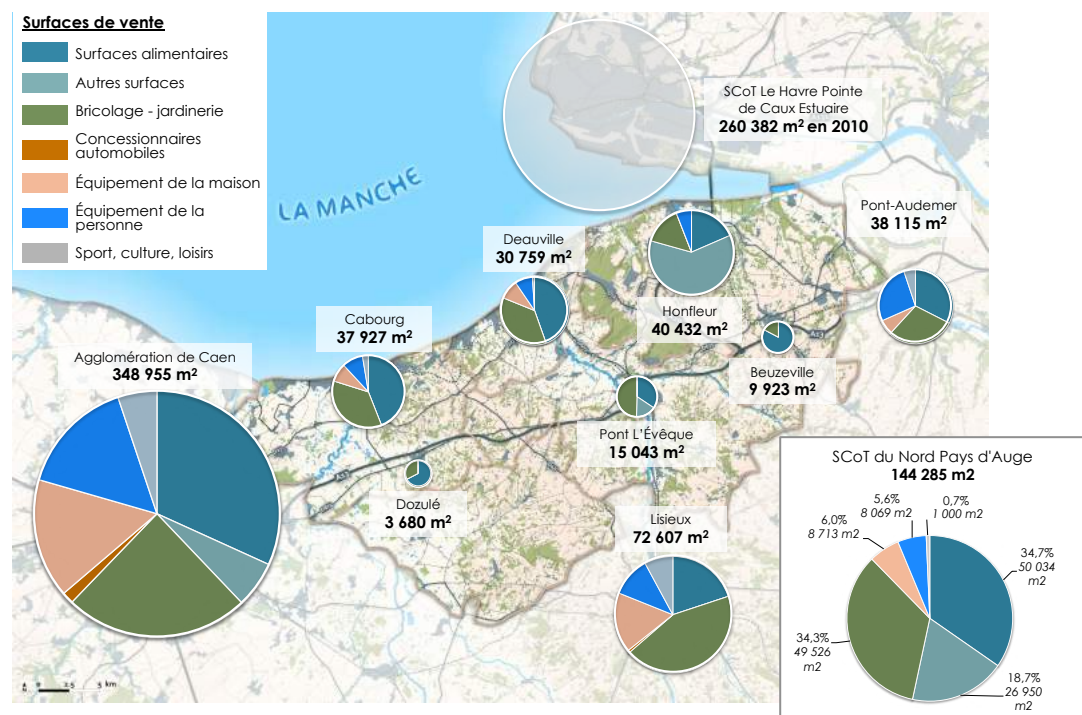 Surfaces de vente
Surfaces alimentaires
Autres surfaces
Bricolage - jardinerie
Concessionnaires
automobiles
Équipement de la maison
Équipement de la
personne
Sport, culture, loisirs
LA MANCHE
SCoT Le Havre Pointe
de Caux Estuaire
260 382 m² en 2010
Pont-Audemer
38 115 m²
Deauville
30 759 m²
Honfleur
40 432 m²
Cabourg
37 927 m²
Beuzeville
9 923 m²
Agglomération de Caen
348 955 m²
Pont L'Évêque
15 043 m²
Dozulé
3 680 m²
Lisieux
72 607 m²
SCoT du Nord Pays d'Auge
144 285 m2
0,7%
1 000 m2
5,6%
8 069 m2
6,0%
8 713 m2
34,7%
50 034
m2
34,3%
49 526
m2
18,7%
26 950
m2
N 0 2,5 5 km